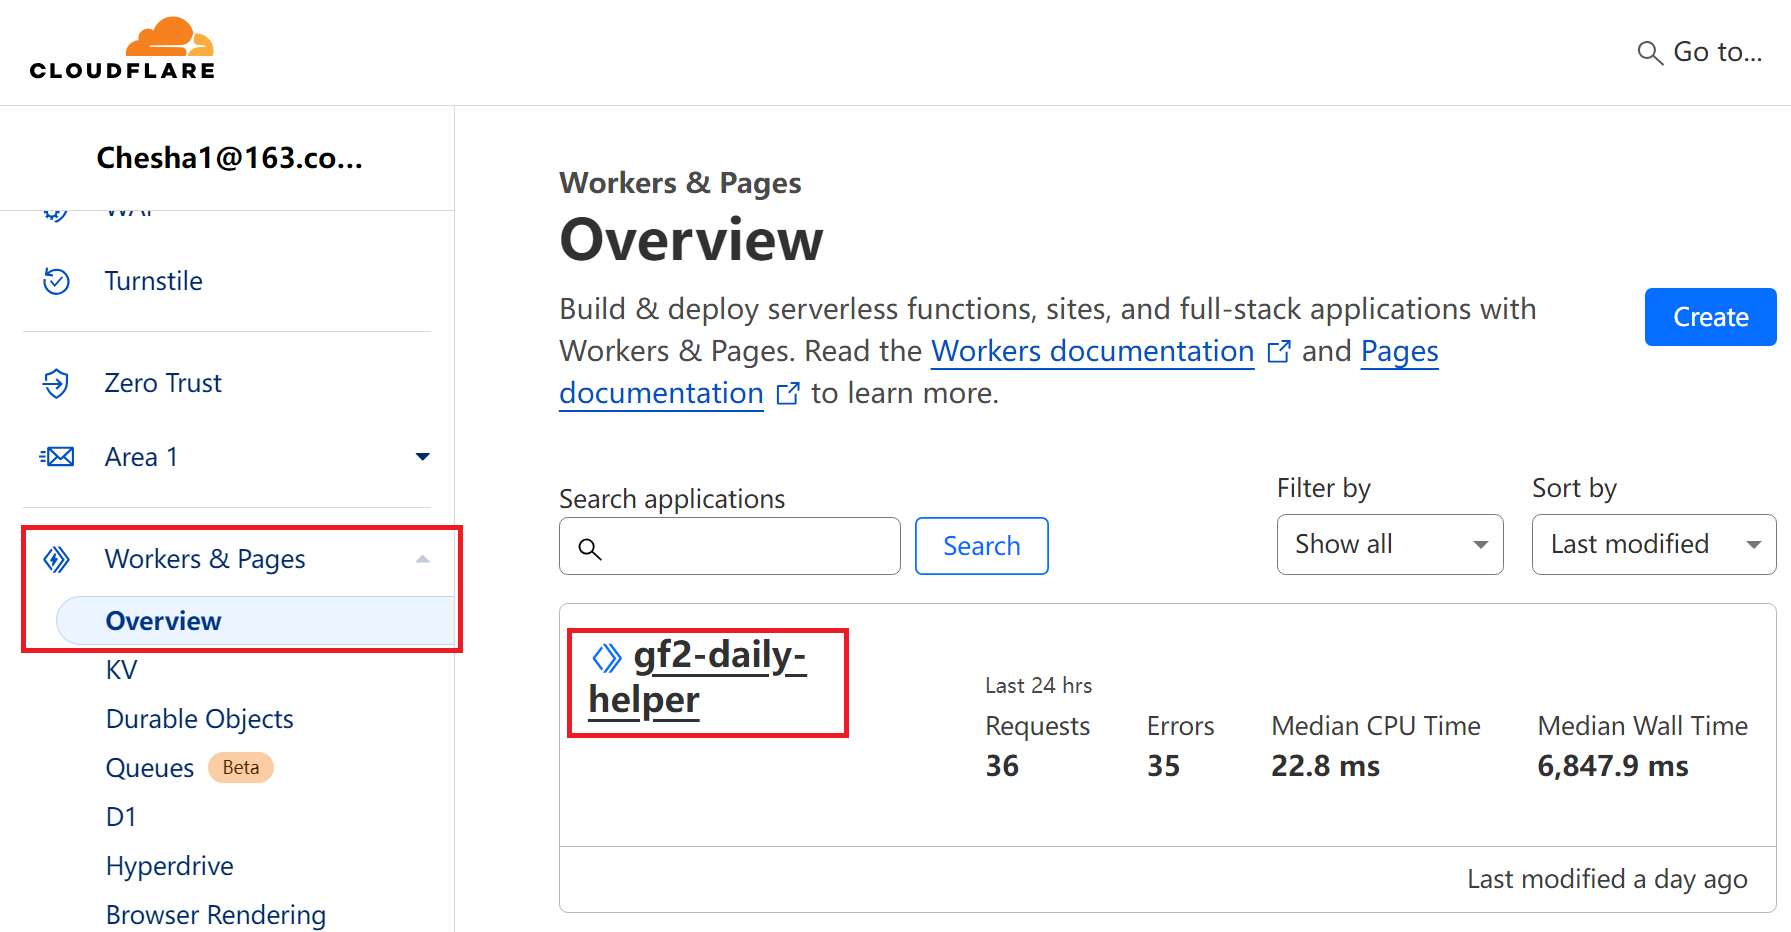 CLOUDFLARE
Go to...
Chesha1@163.co...
WAF
Turnstile
Zero Trust
Area 1
Workers & Pages
Overview
KV
Durable Objects
Queues Beta
D1
Hyperdrive
Browser Rendering
Workers & Pages
Overview
Build & deploy serverless functions, sites, and full-stack applications with
Workers & Pages. Read the Workers documentation and Pages
documentation to learn more.
Create
Search applications
Search
Filter by
Show all
Sort by
Last modified
gf2-daily-
helper
Last 24 hrs
Requests
36
Errors
35
Median CPU Time
22.8 ms
Median Wall Time
6,847.9 ms
Last modified a day ago